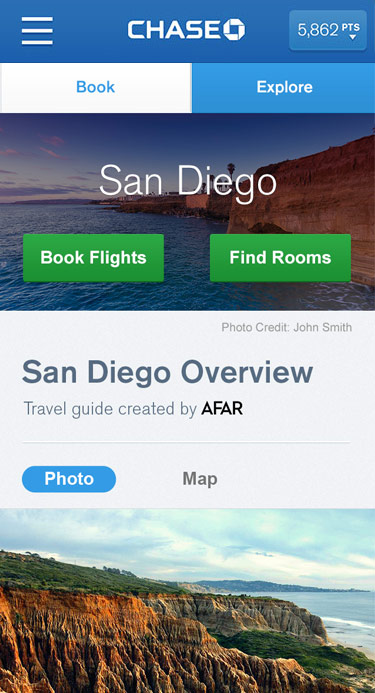 CHASE
5,862 PTS
Book
Explore
San Diego
Book Flights
Find Rooms
Photo Credit: John Smith
San Diego Overview
Travel guide created by AFAR
Photo
Map